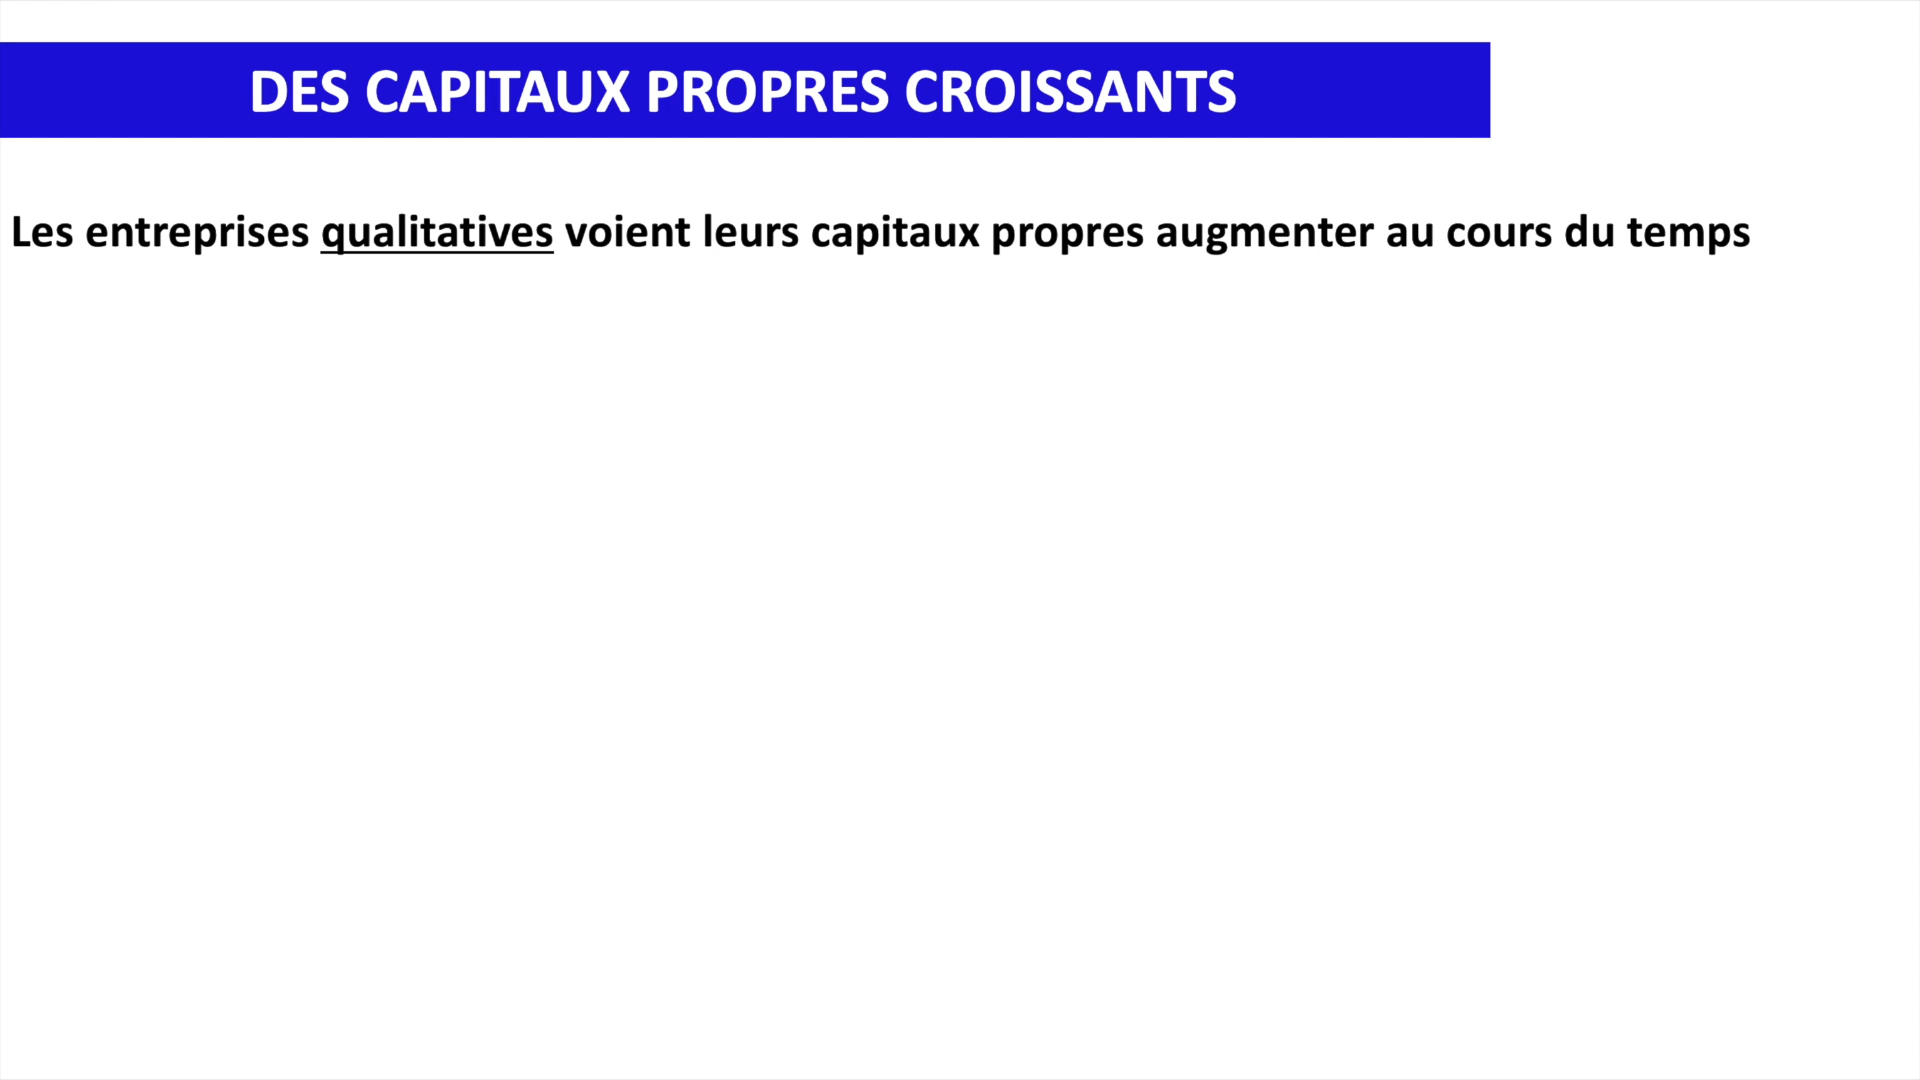 DES CAPITAUX PROPRES CROISSANTS
Les entreprises qualitatives voient leurs capitaux propres augmenter au cours du temps